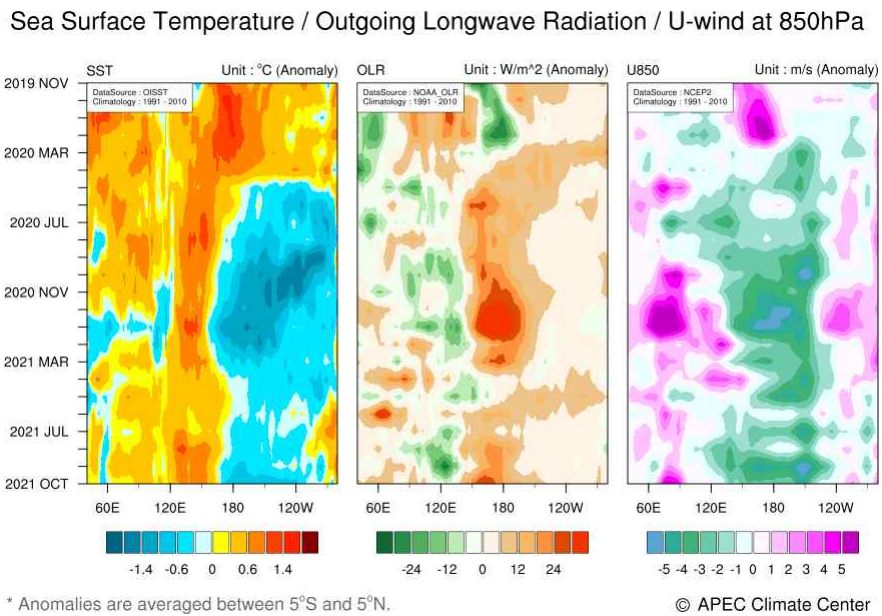 Sea Surface Temperature / Outgoing Longwave Radiation / U-wind at 850hPa
SST Unit : °C (Anomaly)
DataSource : OISST
Climatology : 1991 - 2010
2019 NOV
2020 MAR
2020 JUL
2020 NOV
2021 MAR
2021 JUL
2021 OCT
60E 120E 180 120W
-1.4 -0.6 0 0.6 1.4
OLR Unit : W/m^2 (Anomaly)
DataSource : NOAA_OLR
Climatology : 1991 - 2010
60E 120E 180 120W
-24 -12 0 12 24
U850 Unit : m/s (Anomaly)
DataSource : NCEP2
Climatology : 1991 - 2010
60E 120E 180 120W
-5 -4 -3 -2 -1 0 1 2 3 4 5
* Anomalies are averaged between 5°S and 5°N.
© APEC Climate Center